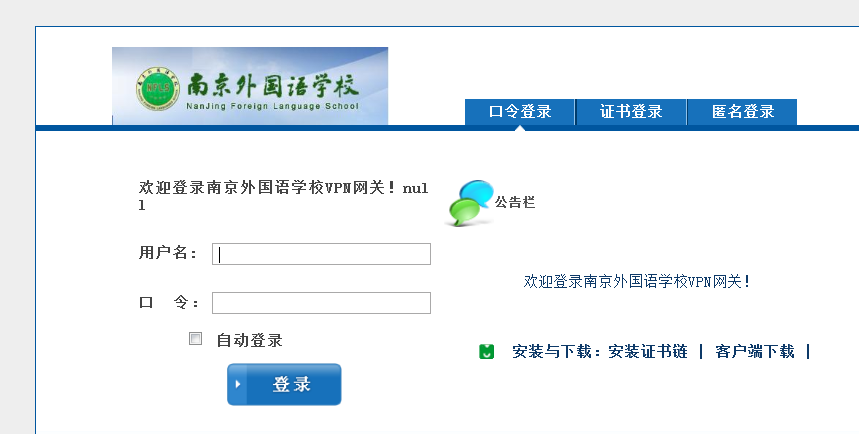 NFLS
南京外国语学校
NanJing Foreign Language School
口令登录 证书登录 匿名登录
欢迎登录南京外国语学校VPN网关！nul
l
公告栏
用户名：
欢迎登录南京外国语学校VPN网关！
口 令：
自动登录
安装与下载：安装证书链 | 客户端下载 |
登录